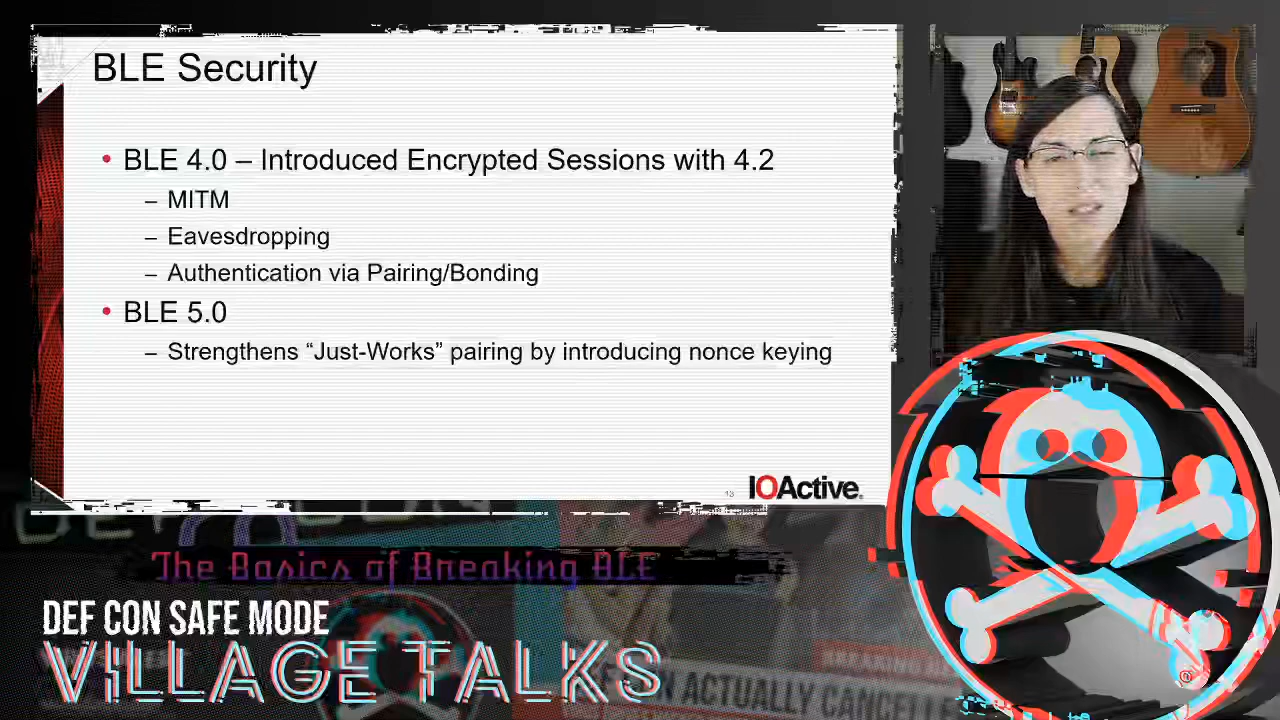 BLE Security
• BLE 4.0 – Introduced Encrypted Sessions with 4.2
– MITM
– Eavesdropping
– Authentication via Pairing/Bonding
• BLE 5.0
– Strengthens “Just-Works” pairing by introducing nonce keying
IOActive
The Basics of Breaking BLE
DEF CON SAFE MODE
VILLAGE TALKS
CON ACTUALLY CANCELLE
BREAKING